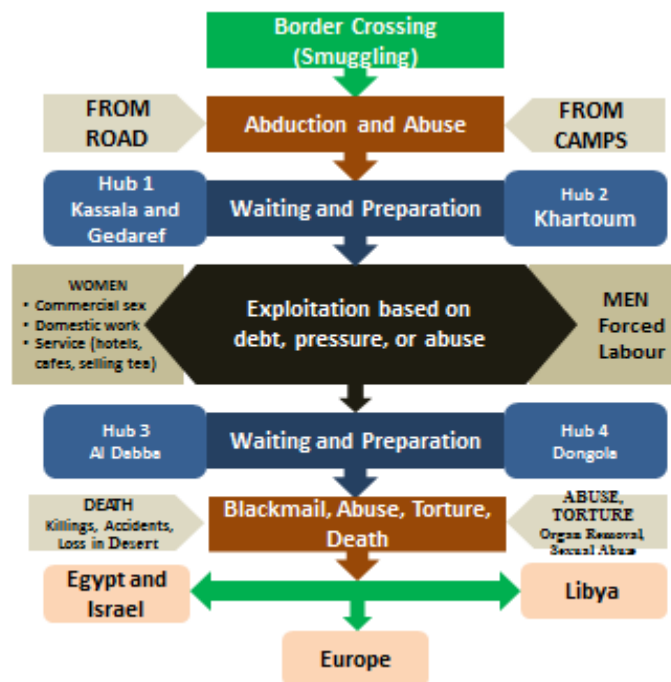 Border Crossing
(Smuggling)
FROM
ROAD
Abduction and Abuse
FROM
CAMPS
Hub 1
Kassala and
Gedaref
Waiting and Preparation
Hub 2
Khartoum
WOMEN
• Commercial sex
• Domestic work
• Service (hotels,
cafes, selling tea)
Exploitation based on
debt, pressure, or abuse
MEN
Forced
Labour
Hub 3
Al Dabba
Waiting and Preparation
Hub 4
Dongola
DEATH
Killings, Accidents,
Loss in Desert
Blackmail, Abuse, Torture,
Death
ABUSE,
TORTURE
Organ Removal,
Sexual Abuse
Egypt and
Israel
Libya
Europe